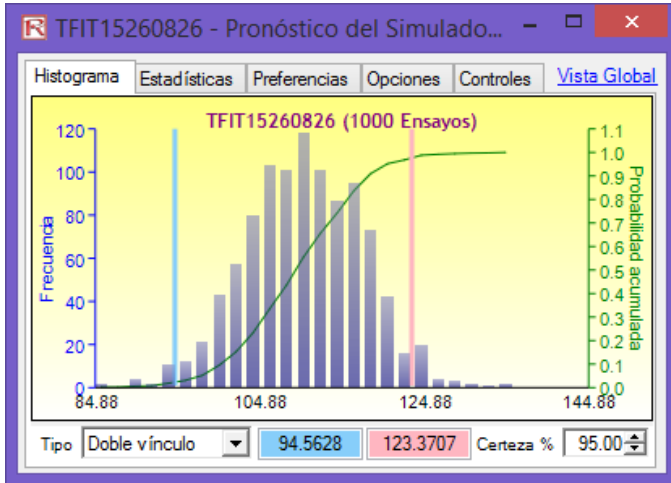 TFIT15260826 - Pronóstico del Simulado...
Histograma Estadísticas Preferencias Opciones Controles Vista Global
TFIT15260826 (1000 Ensayos)
120
100
80
60
40
20
0
Frecuencia
1.1
1.0
0.9
0.8
0.7
0.6
0.5
0.4
0.3
0.2
0.1
0.0
Probabilidad acumulada
84.88 104.88 124.88 144.88
Tipo Doble vínculo 94.5628 123.3707 Certeza % 95.00